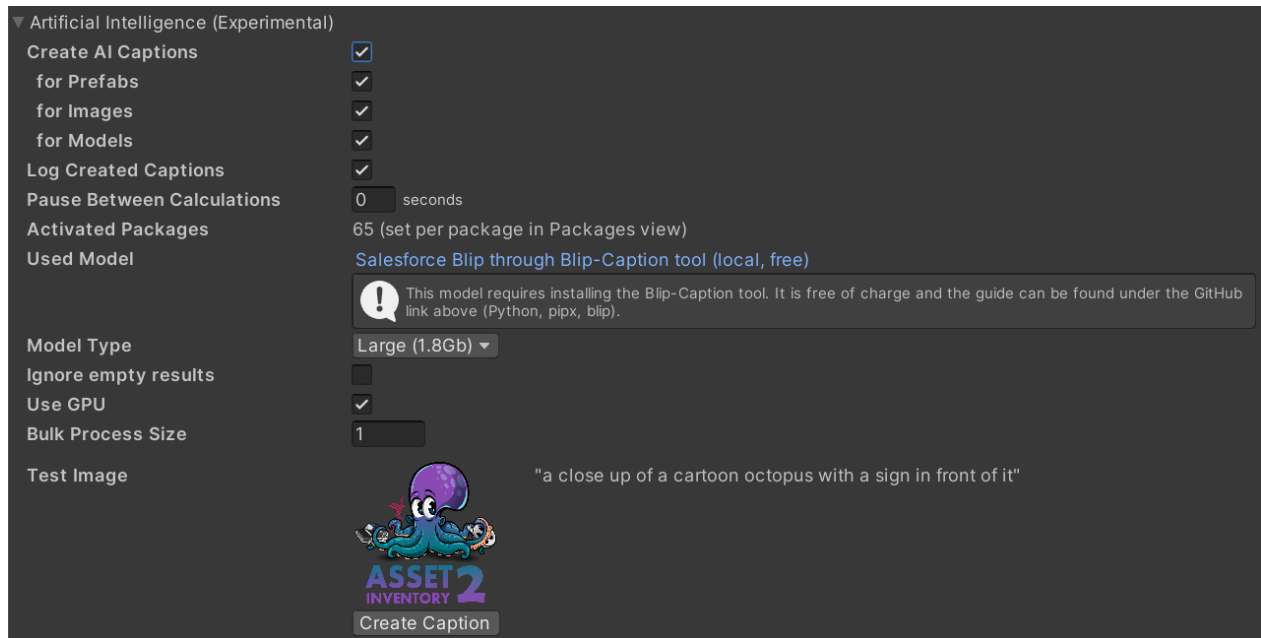 Artificial Intelligence (Experimental)
Create AI Captions
for Prefabs
for Images
for Models
Log Created Captions
Pause Between Calculations 0 seconds
Activated Packages 65 (set per package in Packages view)
Used Model Salesforce Blip through Blip-Caption tool (local, free)
This model requires installing the Blip-Caption tool. It is free of charge and the guide can be found under the GitHub
link above (Python, pipx, blip).
Model Type Large (1.8Gb)
Ignore empty results
Use GPU
Bulk Process Size 1
Test Image "a close up of a cartoon octopus with a sign in front of it"
ASSET 2
INVENTORY
Create Caption